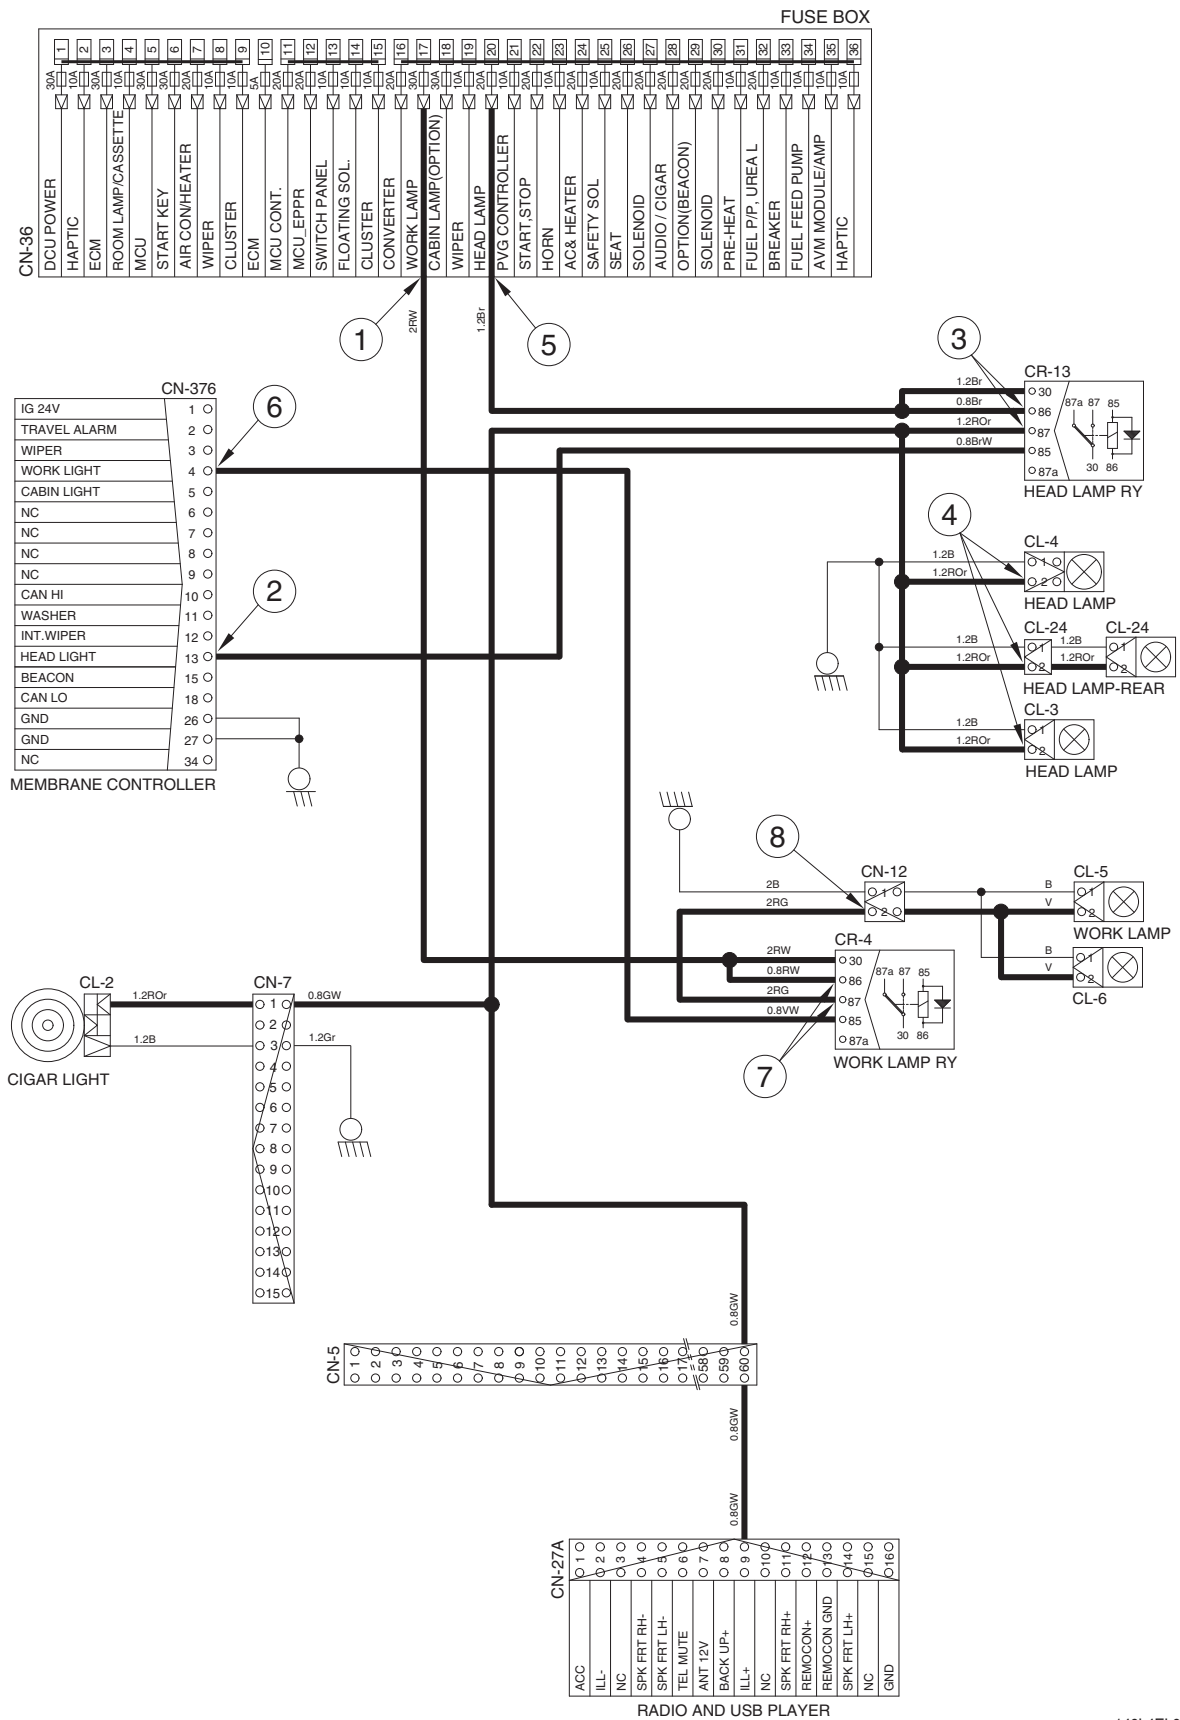 FUSE BOX
1 2 3 4 5 6 7 8 9 10 11 12 13 14 15 16 17 18 19 20 21 22 23 24 25 26 27 28 29 30 31 32 33 34 35 36
30A 10A 30A 10A 30A 30A 20A 10A 10A 5A 20A 20A 10A 10A 10A 20A 30A 10A 10A 20A 10A 20A 10A 20A 10A 20A 20A 20A 20A 10A 20A 20A 10A 20A 10A 10A
CN-36
DCU POWER
HAPTIC
ECM
ROOM LAMP/CASSETTE
MCU
START KEY
AIR CON/HEATER
WIPER
CLUSTER
ECM
MCU CONT.
MCU_EPPR
SWITCH PANEL
FLOATING SOL.
CLUSTER
CONVERTER
WORK LAMP
CABIN LAMP(OPTION)
WIPER
HEAD LAMP
PVG CONTROLLER
START,STOP
HORN
AC& HEATER
SAFETY SOL
SEAT
SOLENOID
AUDIO / CIGAR
OPTION(BEACON)
SOLENOID
PRE-HEAT
FUEL P/P, UREA L
BREAKER
FUEL FEED PUMP
AVM MODULE/AMP
HAPTIC
1
2RW
1.2Br
5
3
CR-13
1.2Br 30
0.8Br 86
1.2ROr 87
0.8BrW 85
87a
87a 87 85
30 86
HEAD LAMP RY
CN-376
IG 24V 1
TRAVEL ALARM 2
WIPER 3
WORK LIGHT 4
CABIN LIGHT 5
NC 6
NC 7
NC 8
NC 9
CAN HI 10
WASHER 11
INT.WIPER 12
HEAD LIGHT 13
BEACON 15
CAN LO 18
GND 26
GND 27
NC 34
MEMBRANE CONTROLLER
6
2
4
CL-4
1.2B 1
1.2ROr 2
HEAD LAMP
CL-24 CL-24
1.2B 1 1.2B 1
1.2ROr 2 1.2ROr 2
HEAD LAMP-REAR
CL-3
1.2B 1
1.2ROr 2
HEAD LAMP
8
CN-12 CL-5
2B 1 B 1
2RG 2 V 2
WORK LAMP
B 1
V 2
CL-6
CR-4
2RW 30
0.8RW 86
2RG 87
0.8VW 85
87a
87a 87 85
30 86
WORK LAMP RY
7
CL-2 CN-7
1.2ROr 1 0.8GW
2
1.2B 3 1.2Gr
4
5
6
7
8
9
10
11
12
13
14
15
CIGAR LIGHT
0.8GW
CN-5
1 2 3 4 5 6 7 8 9 10 11 12 13 14 15 16 17 58 59 60
0.8GW
0.8GW
CN-27A
1 2 3 4 5 6 7 8 9 10 11 12 13 14 15 16
ACC
ILL-
NC
SPK FRT RH-
SPK FRT LH-
TEL MUTE
ANT 12V
BACK UP+
ILL+
NC
SPK FRT RH+
REMOCON+
REMOCON GND
SPK FRT LH+
NC
GND
RADIO AND USB PLAYER